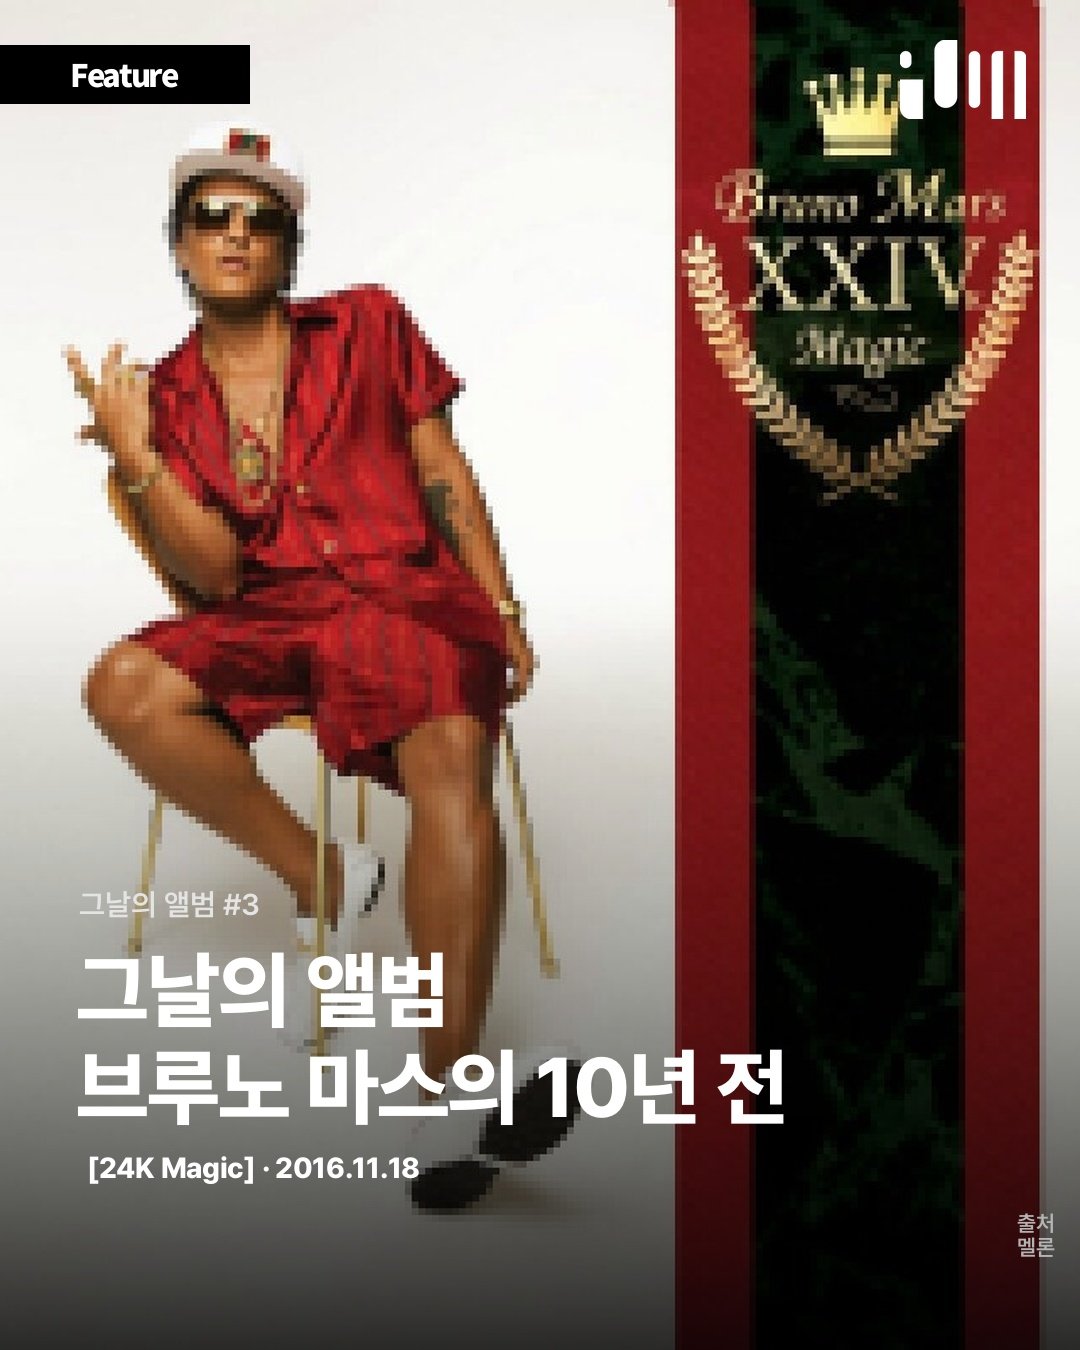 Feature
Bruno Mars
XXIV
Magic
그날의 앨범 #3
그날의 앨범
브루노 마스의 10년 전
[24K Magic] · 2016.11.18
출처
멜론